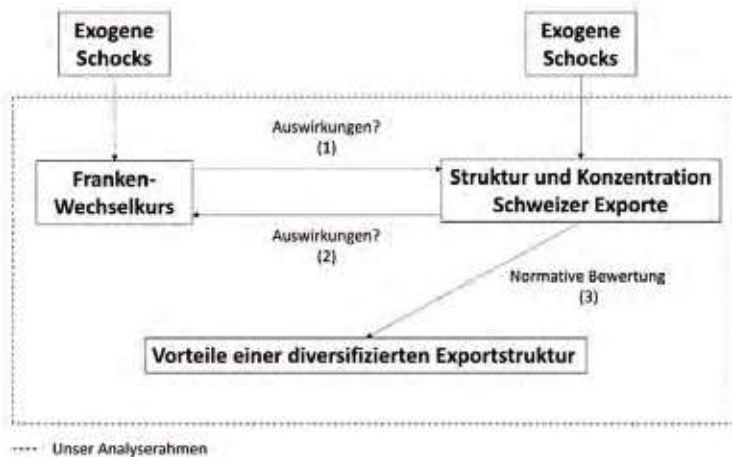 Exogene
Schocks
Exogene
Schocks
Auswirkungen?
(1)
Franken-
Wechselkurs
Struktur und Konzentration
Schweizer Exporte
Auswirkungen?
(2)
Normative Bewertung
(3)
Vorteile einer diversifizierten Exportstruktur
Unser Analyserahmen